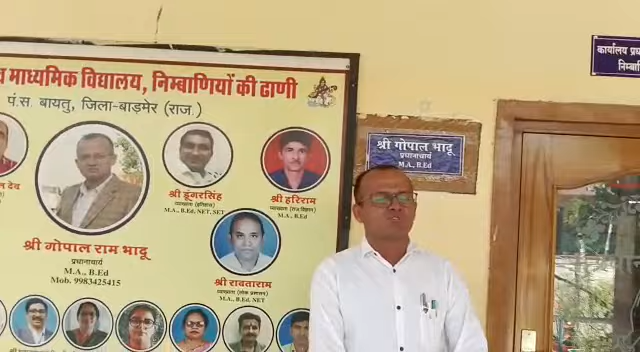 माध्यमिक विद्यालय, निम्बाणियों की ढाणी
पं.स. बायतु, जिला-बाड़मेर (राज.)
श्री गोपाल राम भादू
प्रधानाचार्य
M.A., B.Ed
Mob. 9983425415
श्री डूंगरसिंह
M.A., B.Ed, NET, SET
श्री हरिराम
M.A., B.Ed
श्री रावताराम
M.A., B.Ed. NET
श्री गोपाल भादू
प्रधानाचार्य
M.A., B.Ed
कार्यालय